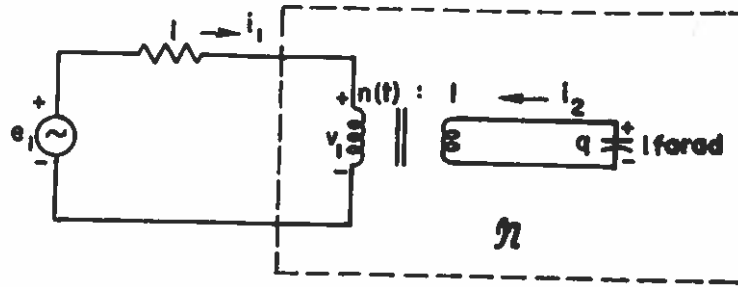 1
i₁
+
e₁
-
+
n(t) : 1
v₁
-
i₂
q
+
1 farad
-
𝔑